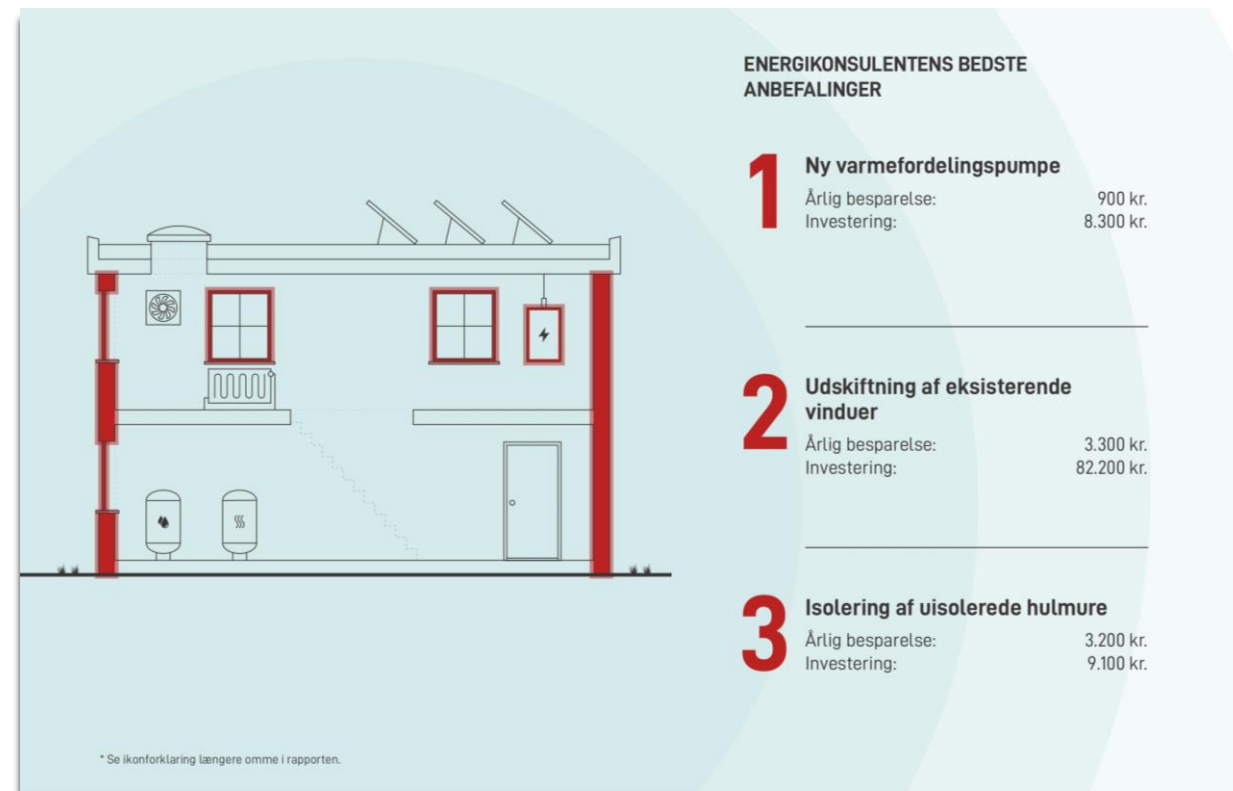 ENERGIKONSULENTENS BEDSTE
ANBEFALINGER
1
Ny varmefordelingspumpe
Årlig besparelse: 900 kr.
Investering: 8.300 kr.
2
Udskiftning af eksisterende
vinduer
Årlig besparelse: 3.300 kr.
Investering: 82.200 kr.
3
Isolering af uisolerede hulmure
Årlig besparelse: 3.200 kr.
Investering: 9.100 kr.
* Se ikonforklaring længere omme i rapporten.